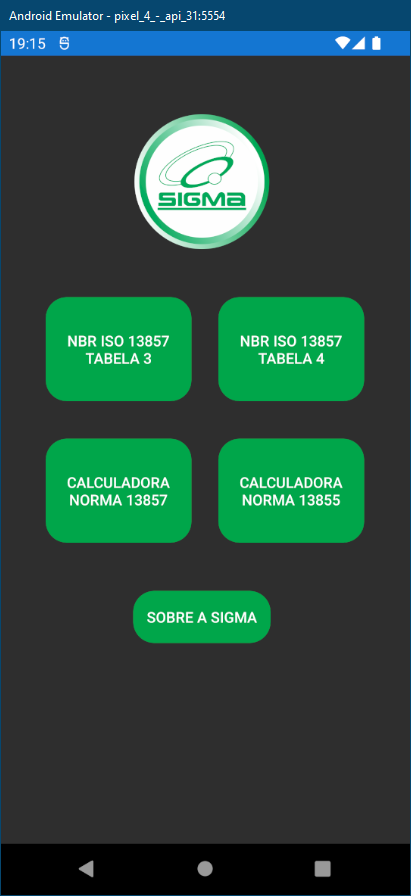 Android Emulator - pixel_4_-_api_31:5554
19:15
SIGMA
NBR ISO 13857
TABELA 3
NBR ISO 13857
TABELA 4
CALCULADORA
NORMA 13857
CALCULADORA
NORMA 13855
SOBRE A SIGMA